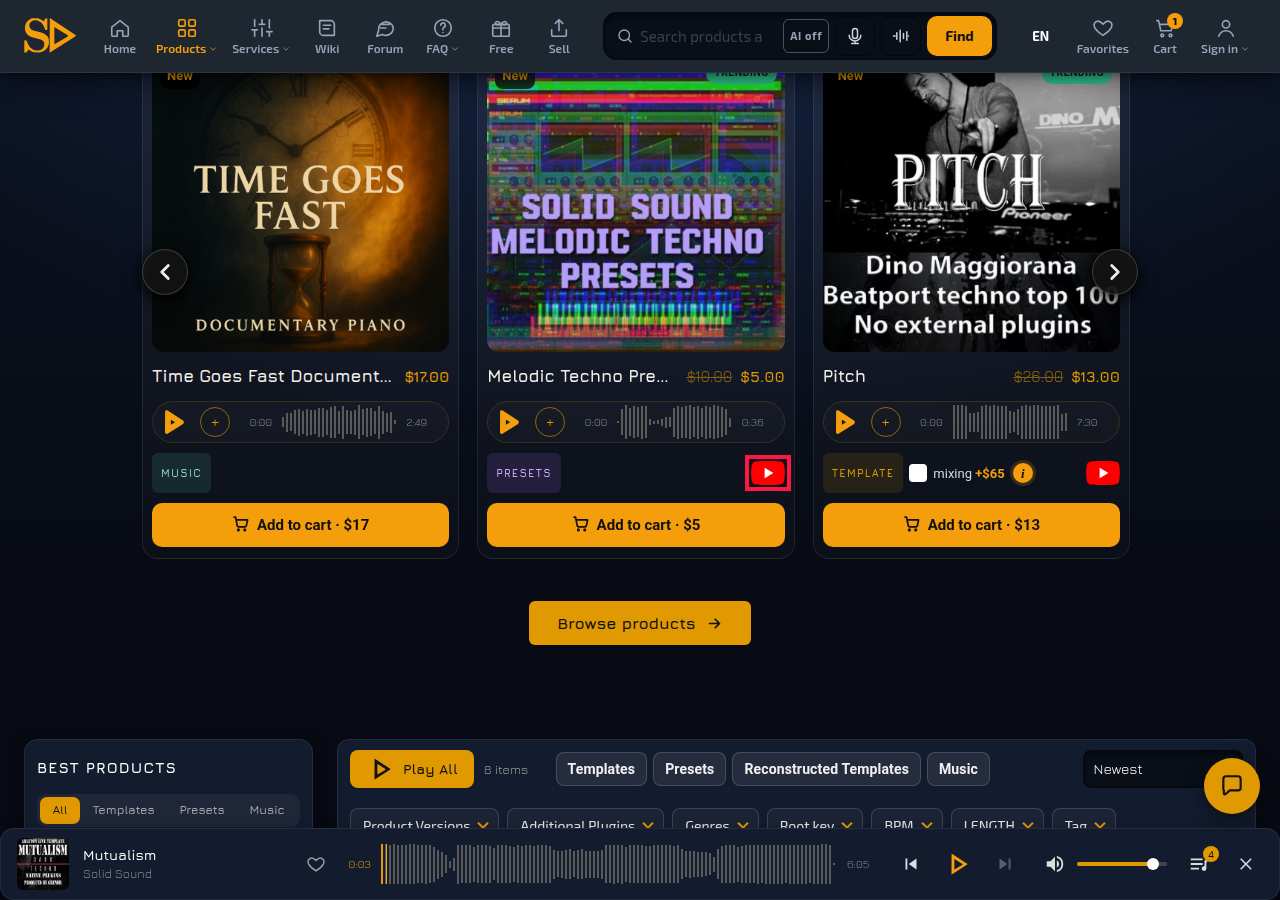 Home
Products
Services
Wiki
Forum
FAQ
Free
Sell
Search products a
AI off
Find
EN
Favorites
1
Cart
Sign in
New
TIME GOES
FAST
DOCUMENTARY PIANO
Time Goes Fast Document... $17.00
+ 0:00 2:49
MUSIC
Add to cart · $17
New
TRENDING
SERUM
SOLID SOUND
MELODIC TECHNO
PRESETS
Melodic Techno Pre... $10.00 $5.00
+ 0:00 0:36
PRESETS
Add to cart · $5
New
TRENDING
DINO M
PITCH
Pioneer
Dino Maggiorana
Beatport techno top 100
No external plugins
Pitch $26.00 $13.00
+ 0:00 7:30
TEMPLATE mixing +$65 i
Add to cart · $13
Browse products
BEST PRODUCTS
All Templates Presets Music
Play All 8 items Templates Presets Reconstructed Templates Music Newest
Product Versions Additional Plugins Genres Root key BPM LENGTH Tag
MUTUALISM
Mutualism
Solid Sound
0:03 6:05
4